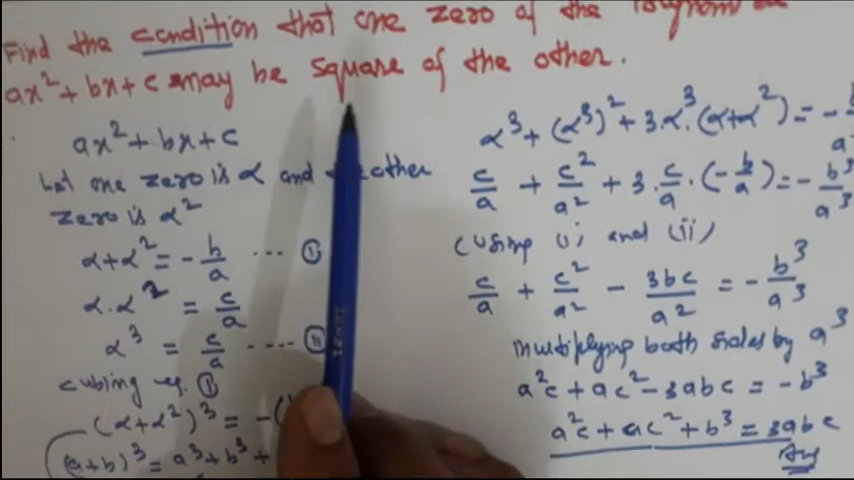 Find the condition that one zero of the
ax² + bx + c may be square of the other.
ax² + bx + c
Let one zero is α and other
zero is α²
α + α² = - b/a ... (i)
α . α² = c/a
α³ = c/a .... (ii)
cubing eq. (i)
(α + α²)³ = -(
(a+b)³ = a³ + b³ +
α³ + (α³)² + 3.α³.(α+α²) = -
c/a + c²/a² + 3.c/a.(-b/a) = -b³/a³
(using (i) and (ii)
c/a + c²/a² - 3bc/a² = -b³/a³
multiplying both sides by a³
a²c + ac² - 3abc = -b³
a²c + ac² + b³ = 3abc
Ans